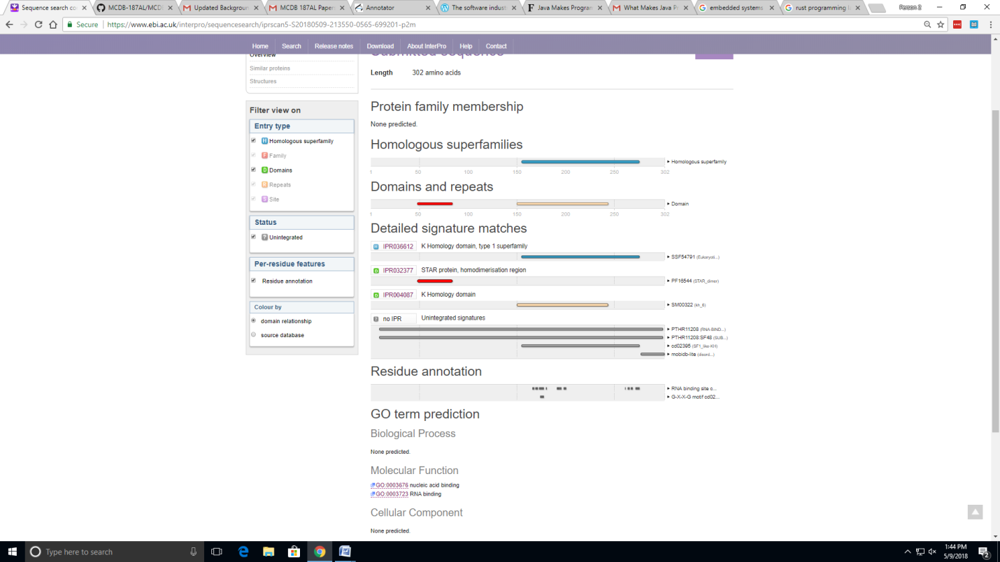 Sequence search co
MCDB-187AL/MCD
Updated Backgroun
MCDB 187AL Paper
Annotator
The software indust
Java Makes Program
What Makes Java P
embedded systems
rust programming l
Person 2
Secure
https://www.ebi.ac.uk/interpro/sequencesearch/iprscan5-S20180509-213550-0565-699201-p2m
Home Search Release notes Download About InterPro Help Contact
Overview
Similar proteins
Structures
Filter view on
Entry type
H Homologous superfamily
F Family
D Domains
R Repeats
S Site
Status
? Unintegrated
Per-residue features
Residue annotation
Colour by
domain relationship
source database
Submitted sequence
Length 302 amino acids
Protein family membership
None predicted.
Homologous superfamilies
Homologous superfamily
1 50 100 150 200 250 302
Domains and repeats
Domain
1 50 100 150 200 250 302
Detailed signature matches
H IPR036612 K Homology domain, type 1 superfamily
SSF54791 (Eukaryoti...)
D IPR032377 STAR protein, homodimerisation region
PF16544 (STAR_dimer)
D IPR004087 K Homology domain
SM00322 (kh_6)
? no IPR Unintegrated signatures
PTHR11208 (RNA-BIND...)
PTHR11208:SF48 (SUB...)
cd02395 (SF1_like-KH)
mobidb-lite (disord...)
Residue annotation
RNA binding site c...
G-X-X-G motif cd02...
GO term prediction
Biological Process
None predicted.
Molecular Function
GO:0003676 nucleic acid binding
GO:0003723 RNA binding
Cellular Component
None predicted.
Type here to search
1:44 PM
5/9/2018
2